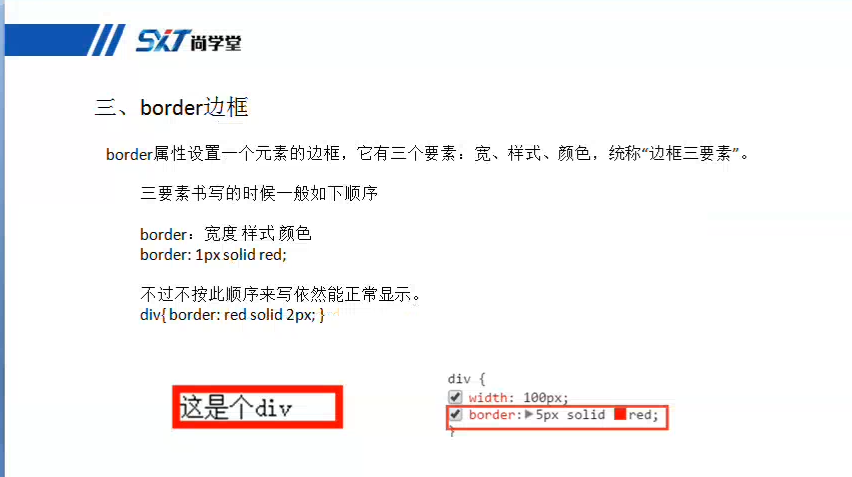 SXT尚学堂
三、border边框
border属性设置一个元素的边框，它有三个要素：宽、样式、颜色，统称“边框三要素”。
三要素书写的时候一般如下顺序
border：宽度 样式 颜色
border: 1px solid red;
不过不按此顺序来写依然能正常显示。
div{ border: red solid 2px; }
这是个div
div {
width: 100px;
border: 5px solid red;
}